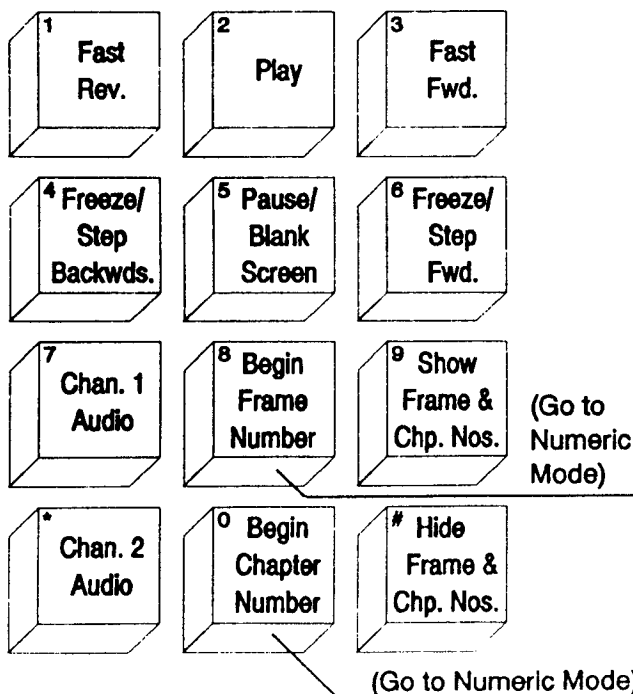 1
Fast
Rev.
2
Play
3
Fast
Fwd.
4 Freeze/
Step
Backwds.
5 Pause/
Blank
Screen
6 Freeze/
Step
Fwd.
7
Chan. 1
Audio
8 Begin
Frame
Number
9 Show
Frame &
Chp. Nos.
(Go to
Numeric
Mode)
*
Chan. 2
Audio
0 Begin
Chapter
Number
# Hide
Frame &
Chp. Nos.
(Go to Numeric Mode)